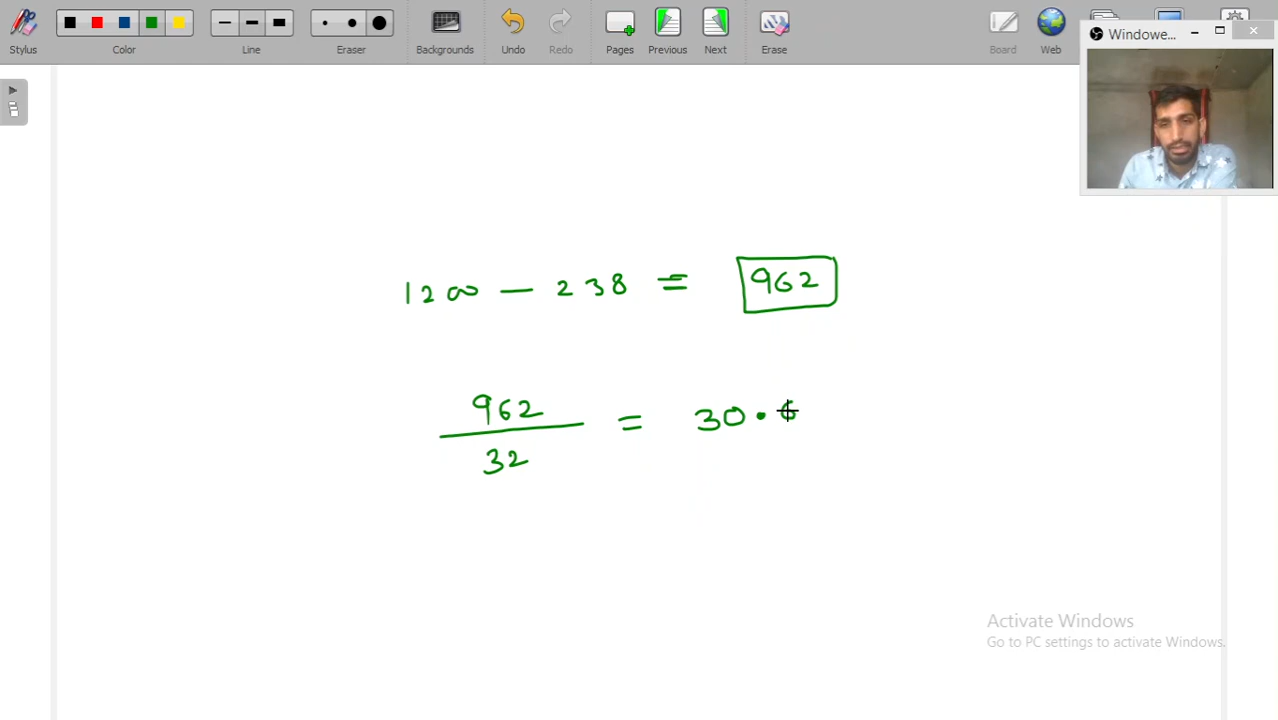 Stylus Color Line Eraser Backgrounds Undo Redo Pages Previous Next Erase Board Web
Windowe...
1200 - 238 = 962
962
32
= 30.
Activate Windows
Go to PC settings to activate Windows.